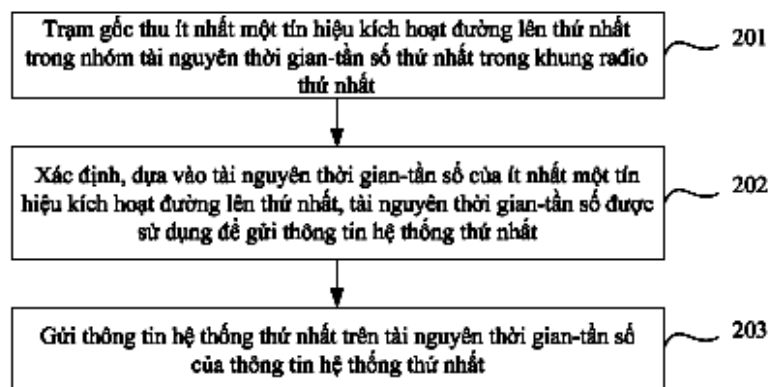 Trạm gốc thu ít nhất một tín hiệu kích hoạt đường lên thứ nhất
trong nhóm tài nguyên thời gian-tần số thứ nhất trong khung rađio
thứ nhất
201
Xác định, dựa vào tài nguyên thời gian-tần số của ít nhất một tín
hiệu kích hoạt đường lên thứ nhất, tài nguyên thời gian-tần số được
sử dụng để gửi thông tin hệ thống thứ nhất
202
Gửi thông tin hệ thống thứ nhất trên tài nguyên thời gian-tần số
của thông tin hệ thống thứ nhất
203